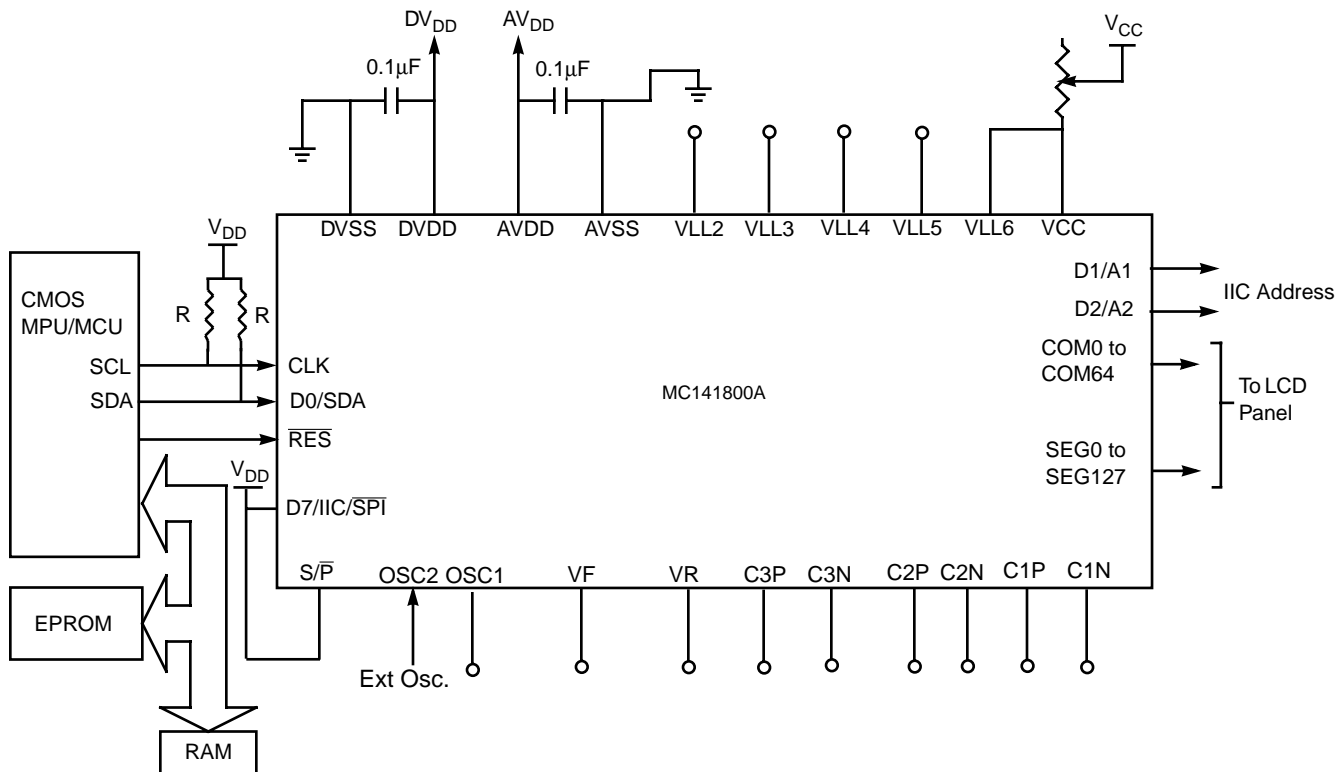 DVDD
AVDD
VCC
0.1μF
0.1μF
DVSS
DVDD
AVDD
AVSS
VLL2
VLL3
VLL4
VLL5
VLL6
VCC
VDD
CMOS
MPU/MCU
R
R
SCL
SDA
CLK
D0/SDA
RES
VDD
D7/IIC/SPI
MC141800A
D1/A1
D2/A2
IIC Address
COM0 to
COM64
SEG0 to
SEG127
To LCD
Panel
S/P
OSC2
OSC1
VF
VR
C3P
C3N
C2P
C2N
C1P
C1N
EPROM
Ext Osc.
RAM